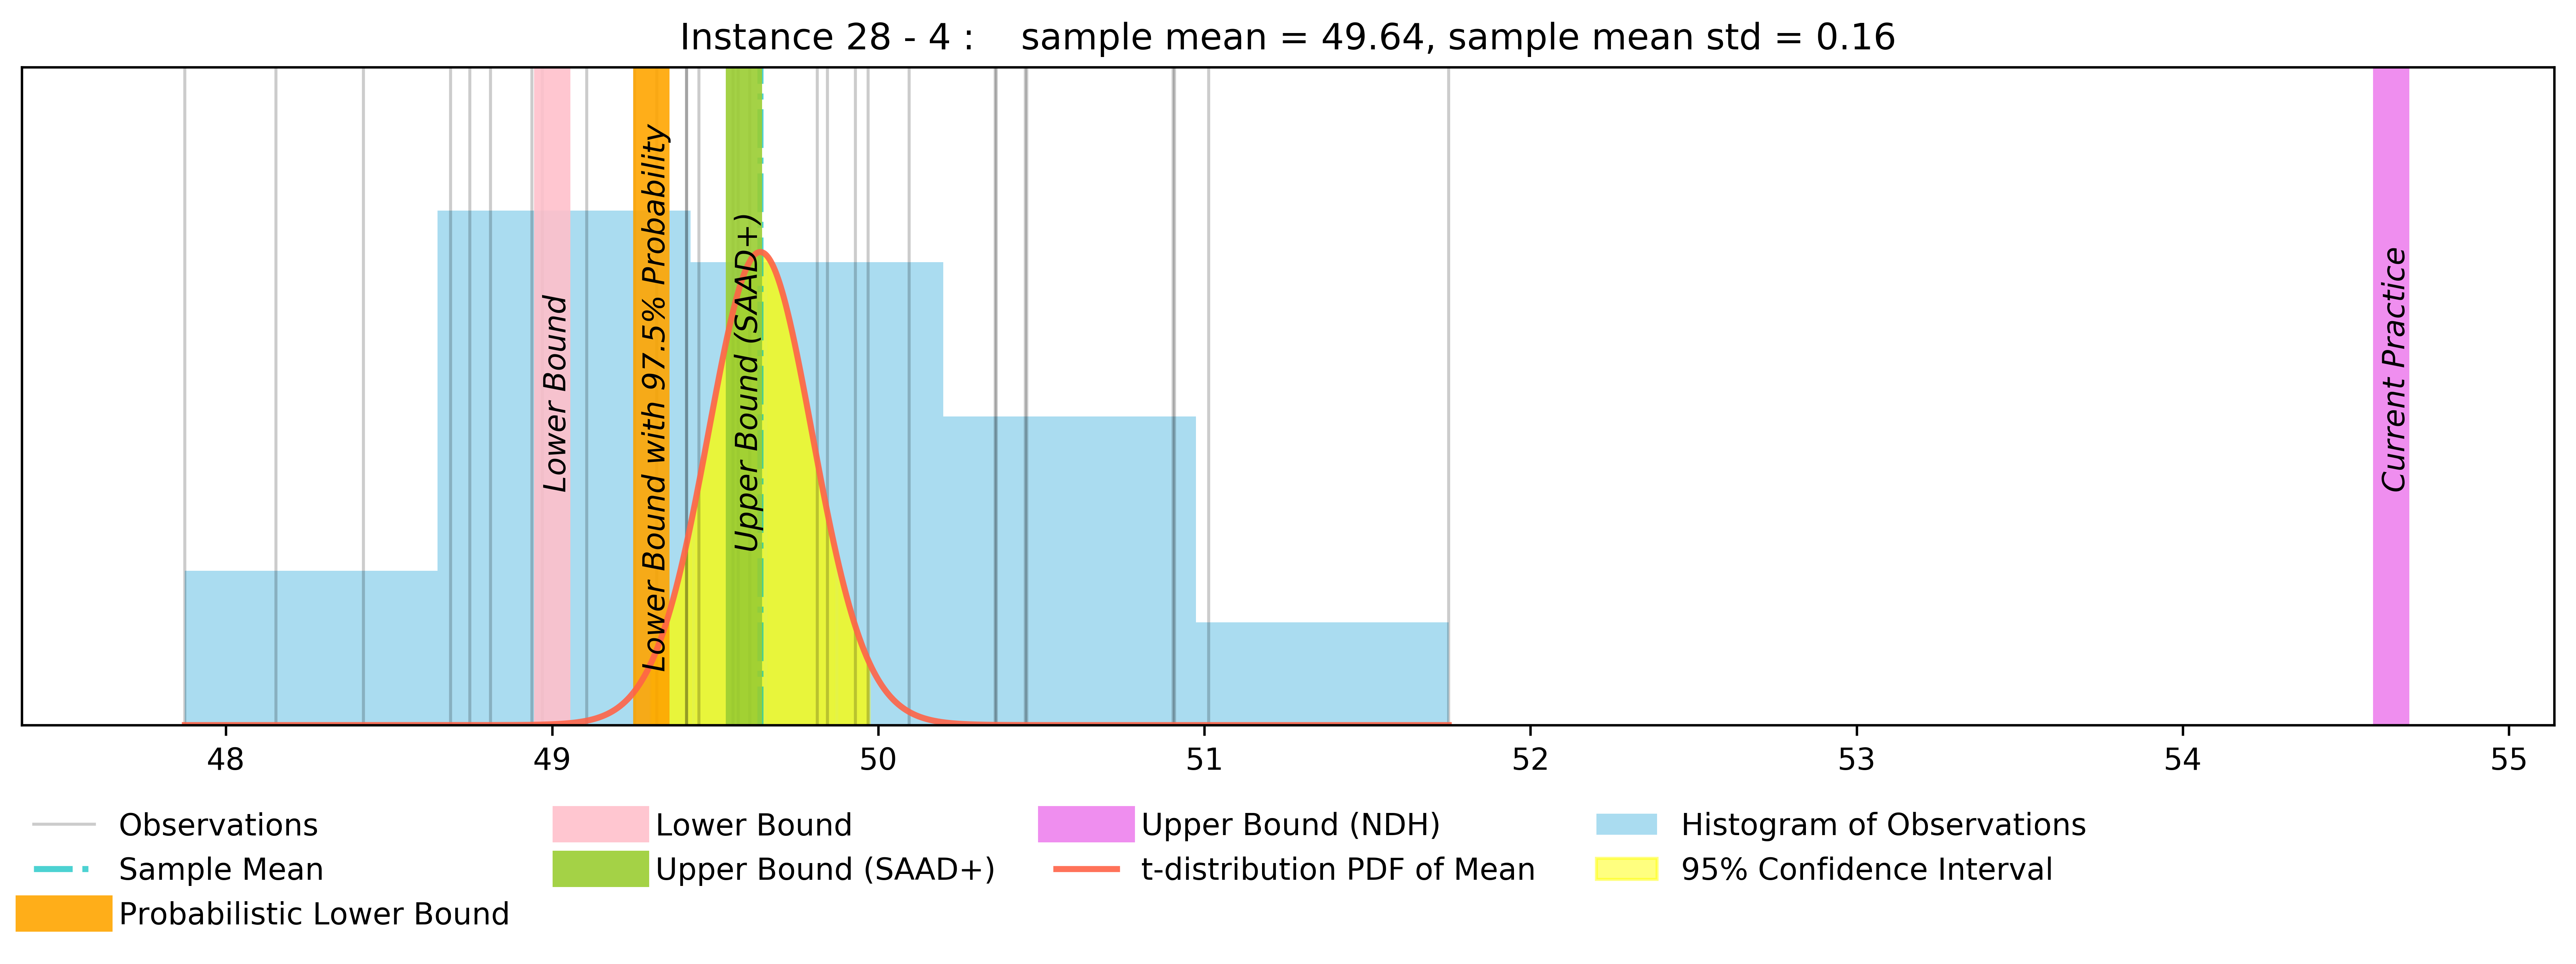 Instance 28 - 4 :    sample mean = 49.64, sample mean std = 0.16
Lower Bound
Lower Bound with 97.5% Probability
Upper Bound (SAAD+)
Current Practice
48 49 50 51 52 53 54 55
Observations
Sample Mean
Probabilistic Lower Bound
Lower Bound
Upper Bound (SAAD+)
Upper Bound (NDH)
t-distribution PDF of Mean
Histogram of Observations
95% Confidence Interval